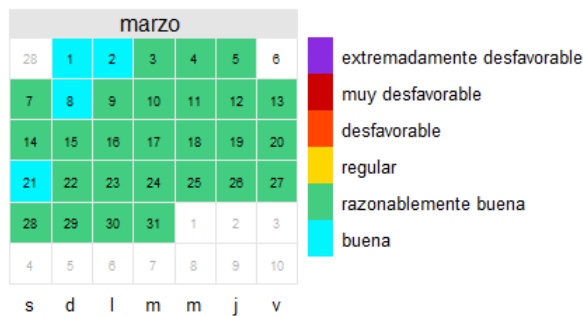 marzo
28 1 2 3 4 5 6
7 8 9 10 11 12 13
14 15 16 17 18 19 20
21 22 23 24 25 26 27
28 29 30 31 1 2 3
4 5 6 7 8 9 10
s d l m m j v
extremadamente desfavorable
muy desfavorable
desfavorable
regular
razonablemente buena
buena